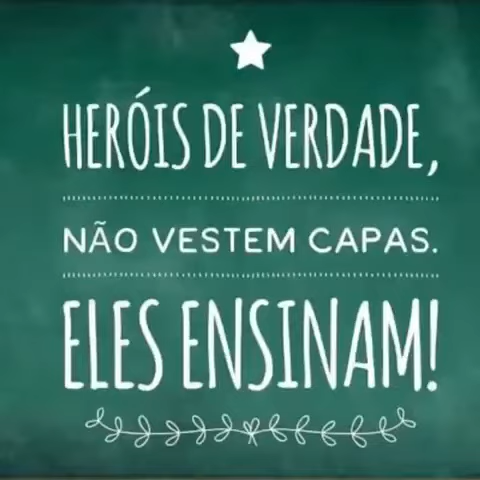 HERÓIS DE VERDADE,
NÃO VESTEM CAPAS.
ELES ENSINAM!